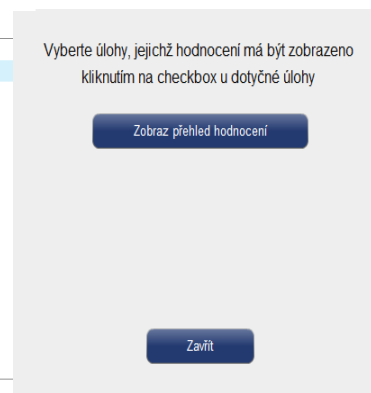 Vyberte úlohy, jejichž hodnocení má být zobrazeno
kliknutím na checkbox u dotyčné úlohy
Zobraz přehled hodnocení
Zavřít